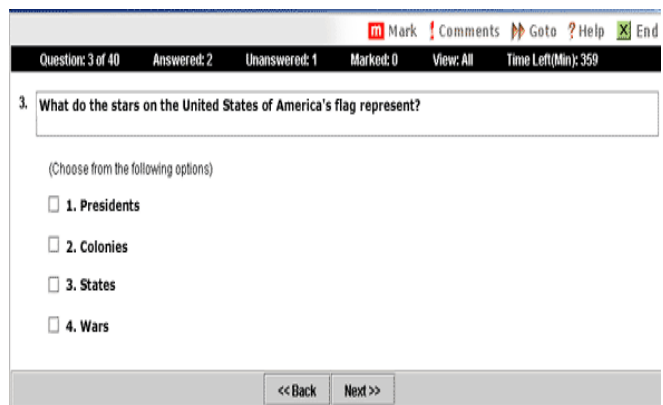 m Mark ! Comments Goto ? Help X End
Question: 3 of 40 Answered: 2 Unanswered: 1 Marked: 0 View: All Time Left(Min): 359
3. What do the stars on the United States of America's flag represent?
(Choose from the following options)
1. Presidents
2. Colonies
3. States
4. Wars
<< Back Next >>